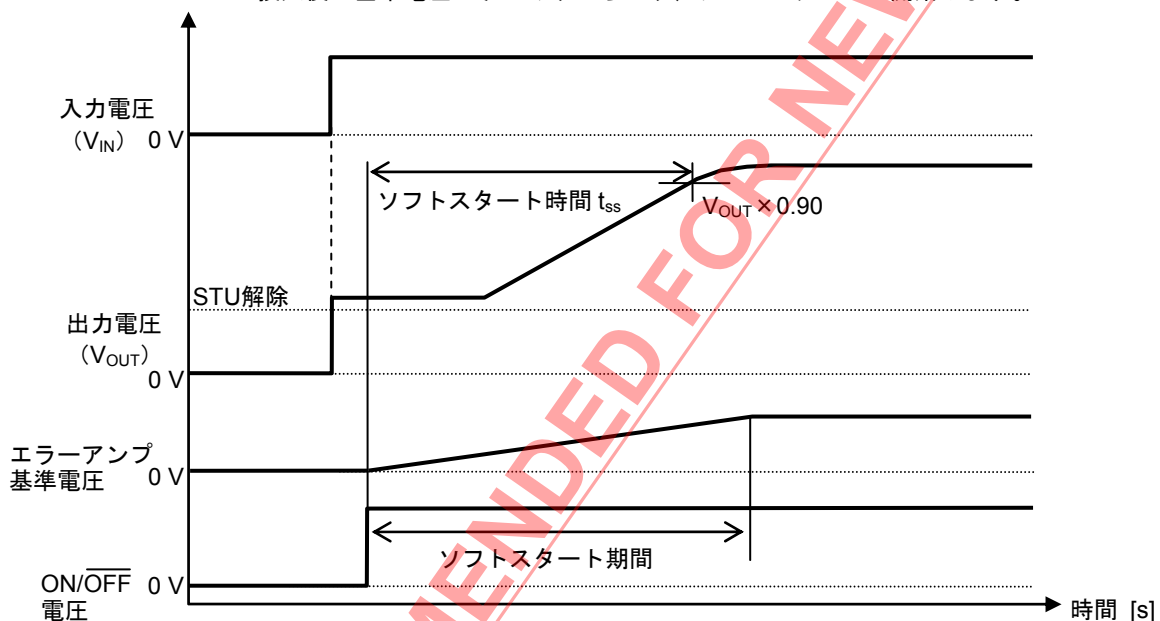 入力電圧
（VIN） 0 V
ソフトスタート時間 tss
VOUT×0.90
STU解除
出力電圧
（VOUT）
0 V
エラーアンプ
基準電圧 0 V
ソフトスタート期間
ON/OFF 0 V
電圧
時間 [s]
MENDED FOR NEW